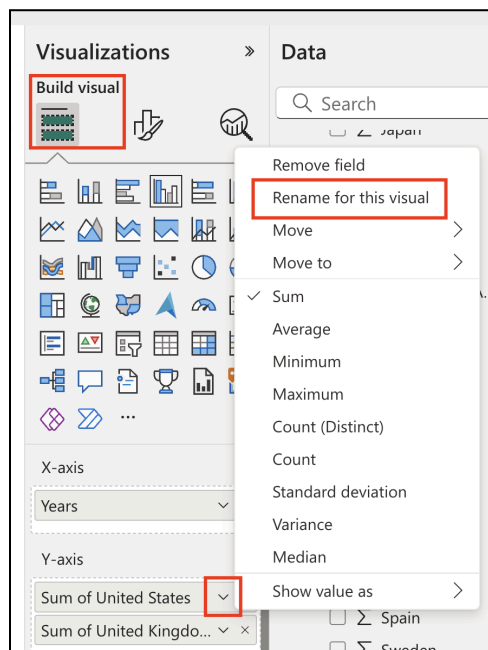 Visualizations
»
Data
Build visual
Search
Japan
Remove field
Rename for this visual
Move
Move to
Sum
Average
Minimum
Maximum
Count (Distinct)
Count
Standard deviation
Variance
Median
Show value as
X-axis
Years
Y-axis
Sum of United States
Sum of United Kingdo...
Spain
Sweden